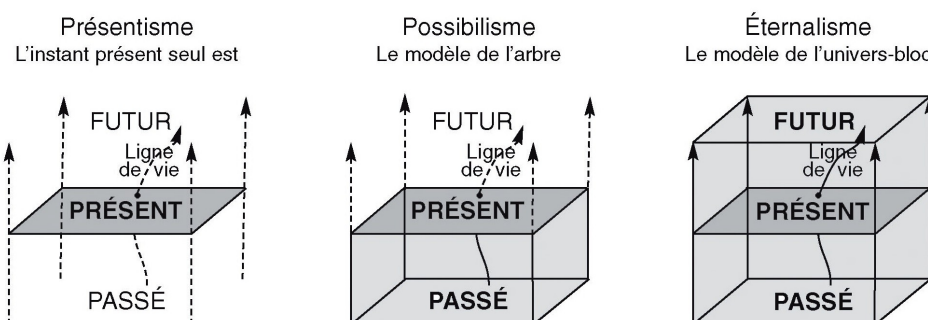 Présentisme
L'instant présent seul est
FUTUR
Ligne
de vie
PRÉSENT
PASSÉ
Possibilisme
Le modèle de l'arbre
FUTUR
Ligne
de vie
PRÉSENT
PASSÉ
Éternalisme
Le modèle de l'univers-bloc
FUTUR
Ligne
de vie
PRÉSENT
PASSÉ